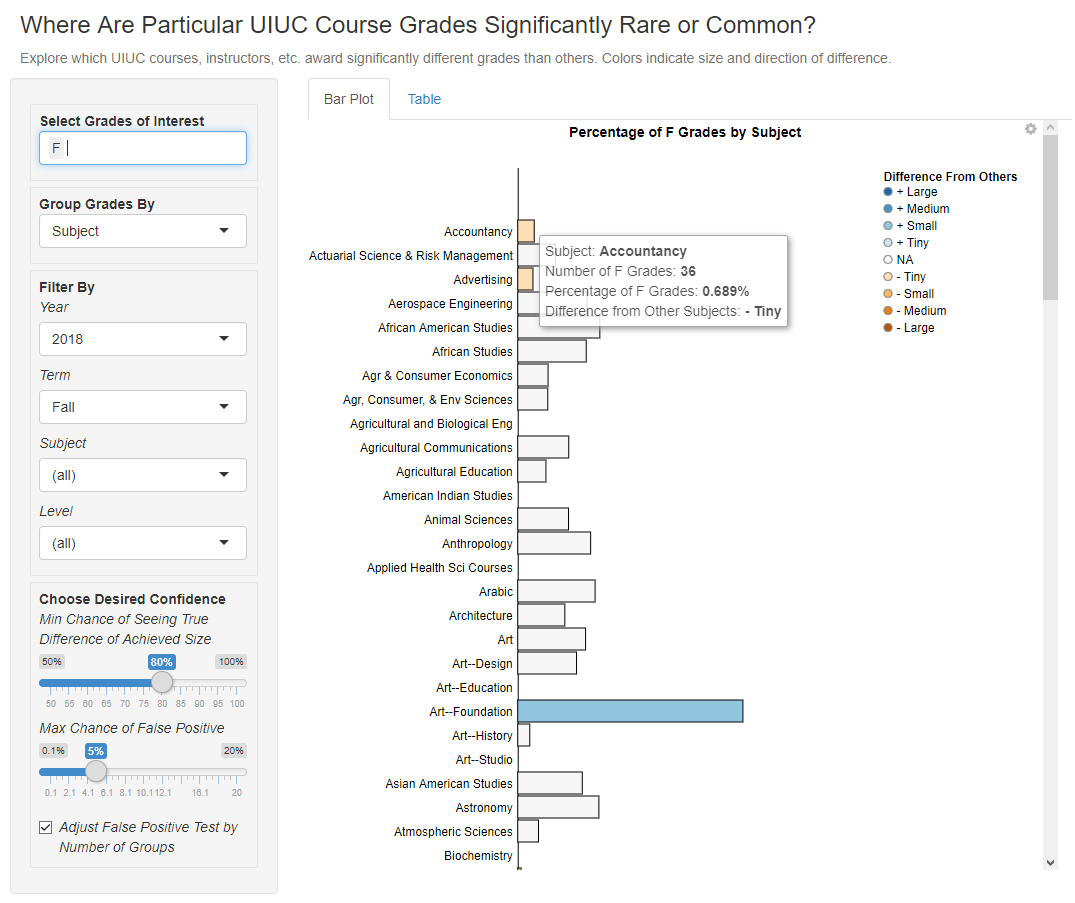 Where Are Particular UIUC Course Grades Significantly Rare or Common?
Explore which UIUC courses, instructors, etc. award significantly different grades than others. Colors indicate size and direction of difference.
Select Grades of Interest
F
Group Grades By
Subject
Filter By
Year
2018
Term
Fall
Subject
(all)
Level
(all)
Choose Desired Confidence
Min Chance of Seeing True
Difference of Achieved Size
50% 80% 100%
50 55 60 65 70 75 80 85 90 95 100
Max Chance of False Positive
0.1% 5% 20%
0.1 2.1 4.1 6.1 8.1 10.1 12.1 16.1 20
Adjust False Positive Test by
Number of Groups
Bar Plot
Table
Percentage of F Grades by Subject
Accountancy
Actuarial Science & Risk Management
Advertising
Aerospace Engineering
African American Studies
African Studies
Agr & Consumer Economics
Agr, Consumer, & Env Sciences
Agricultural and Biological Eng
Agricultural Communications
Agricultural Education
American Indian Studies
Animal Sciences
Anthropology
Applied Health Sci Courses
Arabic
Architecture
Art
Art--Design
Art--Education
Art--Foundation
Art--History
Art--Studio
Asian American Studies
Astronomy
Atmospheric Sciences
Biochemistry
Subject: Accountancy
Number of F Grades: 36
Percentage of F Grades: 0.689%
Difference from Other Subjects: - Tiny
Difference From Others
+ Large
+ Medium
+ Small
+ Tiny
NA
- Tiny
- Small
- Medium
- Large